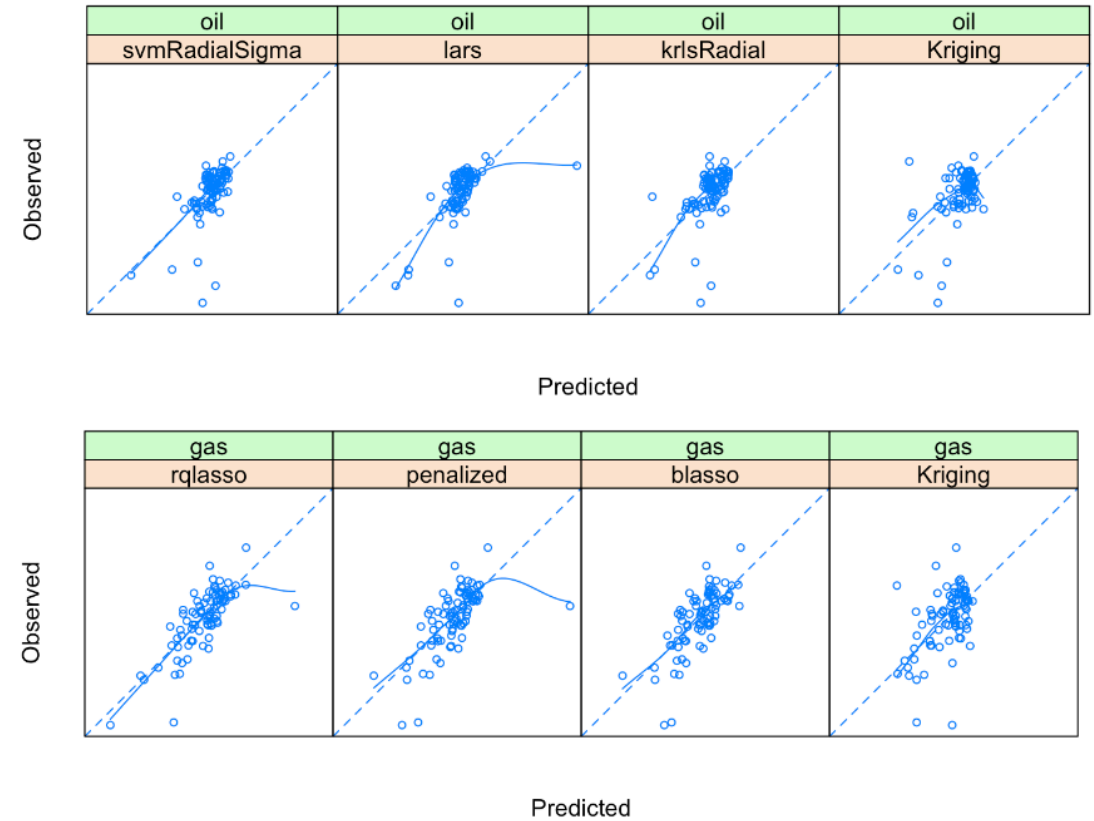 oil oil oil oil
svmRadialSigma lars krlsRadial Kriging
Observed
Predicted
gas gas gas gas
rqlasso penalized blasso Kriging
Observed
Predicted